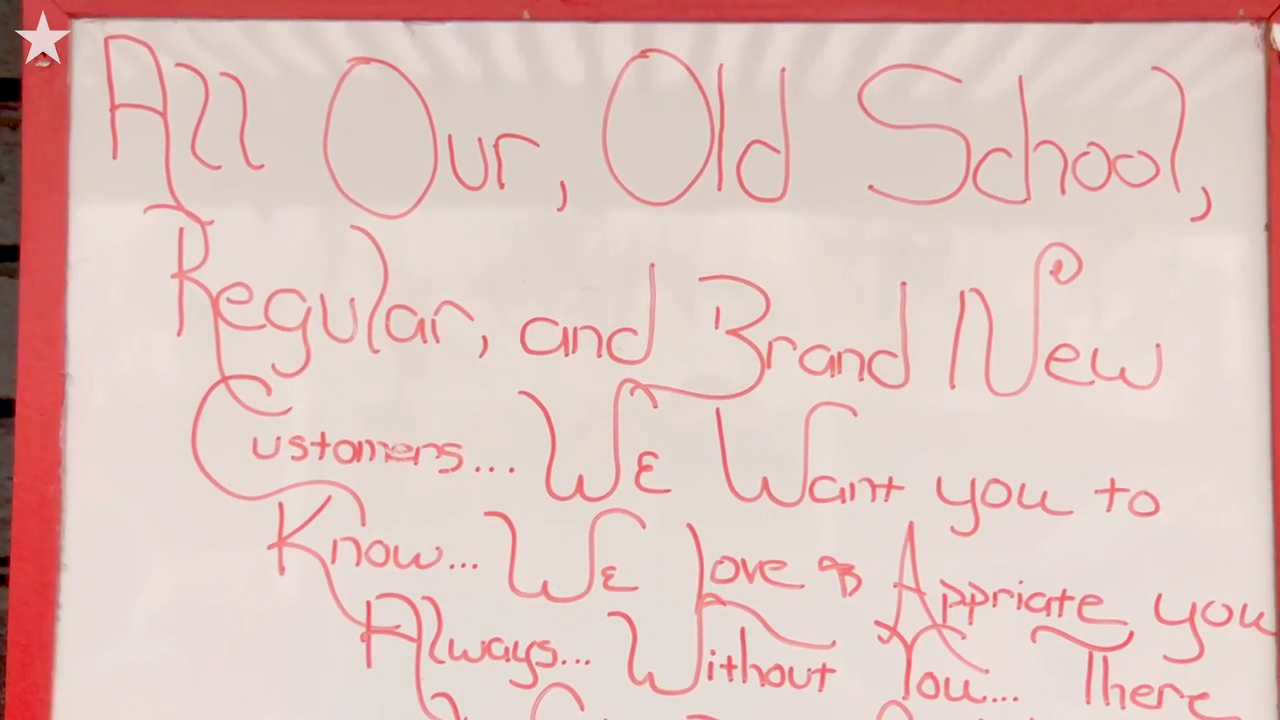 All Our, Old School,
Regular, and Brand New
Customers... We Want you to
Know... We Love & Appriate you
Always... Without You... There